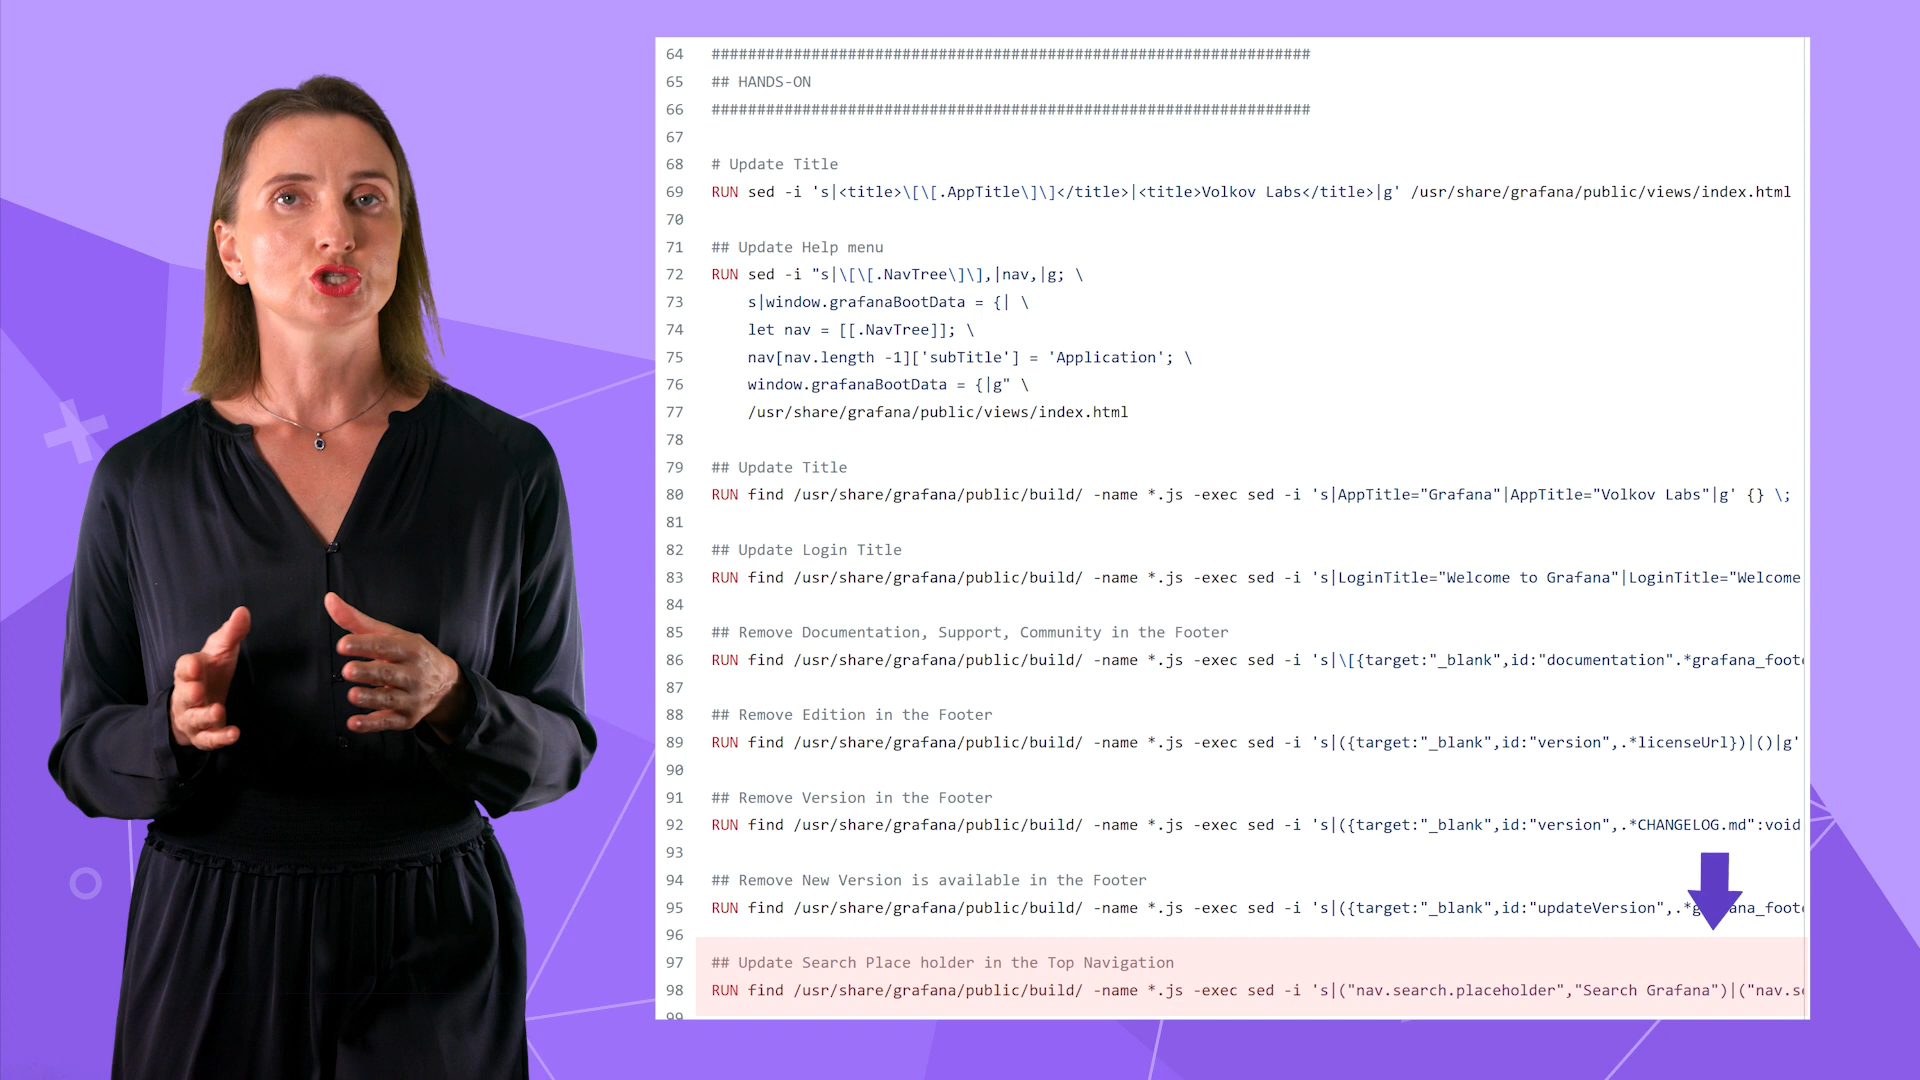 64 ##################################################################
65 ## HANDS-ON
66 ##################################################################
67
68 # Update Title
69 RUN sed -i 's|<title>\[\[.AppTitle\]\]</title>|<title>Volkov Labs</title>|g' /usr/share/grafana/public/views/index.html
70
71 ## Update Help menu
72 RUN sed -i "s|\[\[.NavTree\]\],|nav,|g; \
73 s|window.grafanaBootData = {| \
74 let nav = [[.NavTree]]; \
75 nav[nav.length -1]['subTitle'] = 'Application'; \
76 window.grafanaBootData = {|g" \
77 /usr/share/grafana/public/views/index.html
78
79 ## Update Title
80 RUN find /usr/share/grafana/public/build/ -name *.js -exec sed -i 's|AppTitle="Grafana"|AppTitle="Volkov Labs"|g' {} \;
81
82 ## Update Login Title
83 RUN find /usr/share/grafana/public/build/ -name *.js -exec sed -i 's|LoginTitle="Welcome to Grafana"|LoginTitle="Welcome
84
85 ## Remove Documentation, Support, Community in the Footer
86 RUN find /usr/share/grafana/public/build/ -name *.js -exec sed -i 's|\[{target:"_blank",id:"documentation".*grafana_foot
87
88 ## Remove Edition in the Footer
89 RUN find /usr/share/grafana/public/build/ -name *.js -exec sed -i 's|({target:"_blank",id:"version",.*licenseUrl})|()|g'
90
91 ## Remove Version in the Footer
92 RUN find /usr/share/grafana/public/build/ -name *.js -exec sed -i 's|({target:"_blank",id:"version",.*CHANGELOG.md":void
93
94 ## Remove New Version is available in the Footer
95 RUN find /usr/share/grafana/public/build/ -name *.js -exec sed -i 's|({target:"_blank",id:"updateVersion",.*g ana_foot
96
97 ## Update Search Place holder in the Top Navigation
98 RUN find /usr/share/grafana/public/build/ -name *.js -exec sed -i 's|("nav.search.placeholder","Search Grafana")|("nav.s
99